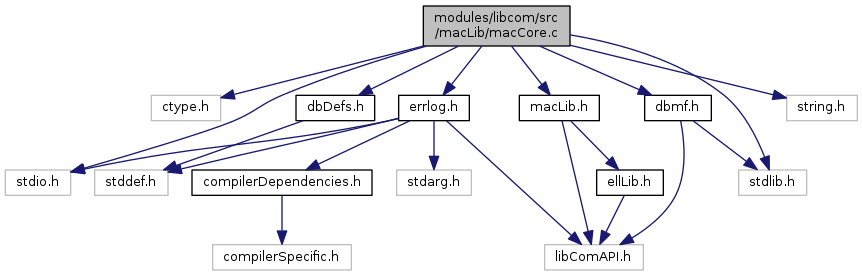 modules/libcom/src
/macLib/macCore.c
ctype.h
dbDefs.h
errlog.h
macLib.h
dbmf.h
string.h
stdio.h
stddef.h
compilerDependencies.h
stdarg.h
ellLib.h
stdlib.h
compilerSpecific.h
libComAPI.h